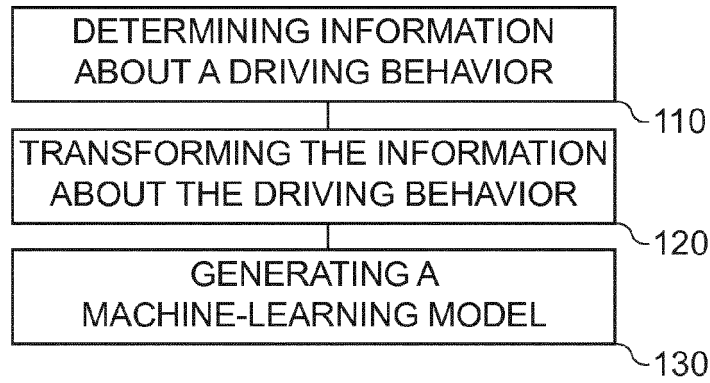 DETERMINING INFORMATION
ABOUT A DRIVING BEHAVIOR
110
TRANSFORMING THE INFORMATION
ABOUT THE DRIVING BEHAVIOR
120
GENERATING A
MACHINE-LEARNING MODEL
130